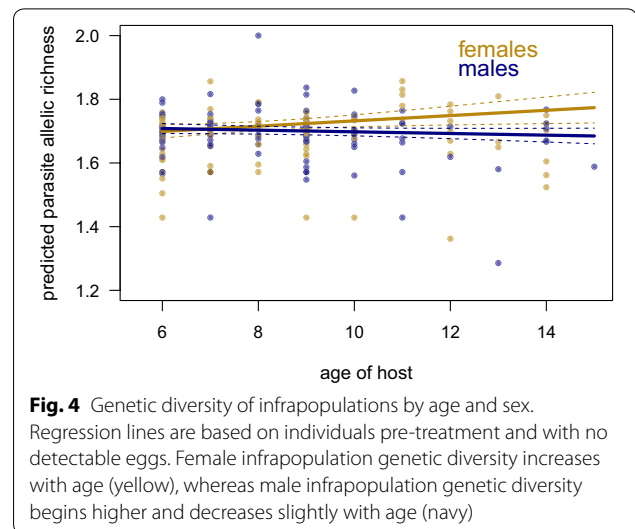 2.0
1.8
1.6
1.4
1.2
predicted parasite allelic richness
females
males
6 8 10 12 14
age of host
Fig. 4 Genetic diversity of infrapopulations by age and sex.
Regression lines are based on individuals pre-treatment and with no
detectable eggs. Female infrapopulation genetic diversity increases
with age (yellow), whereas male infrapopulation genetic diversity
begins higher and decreases slightly with age (navy)